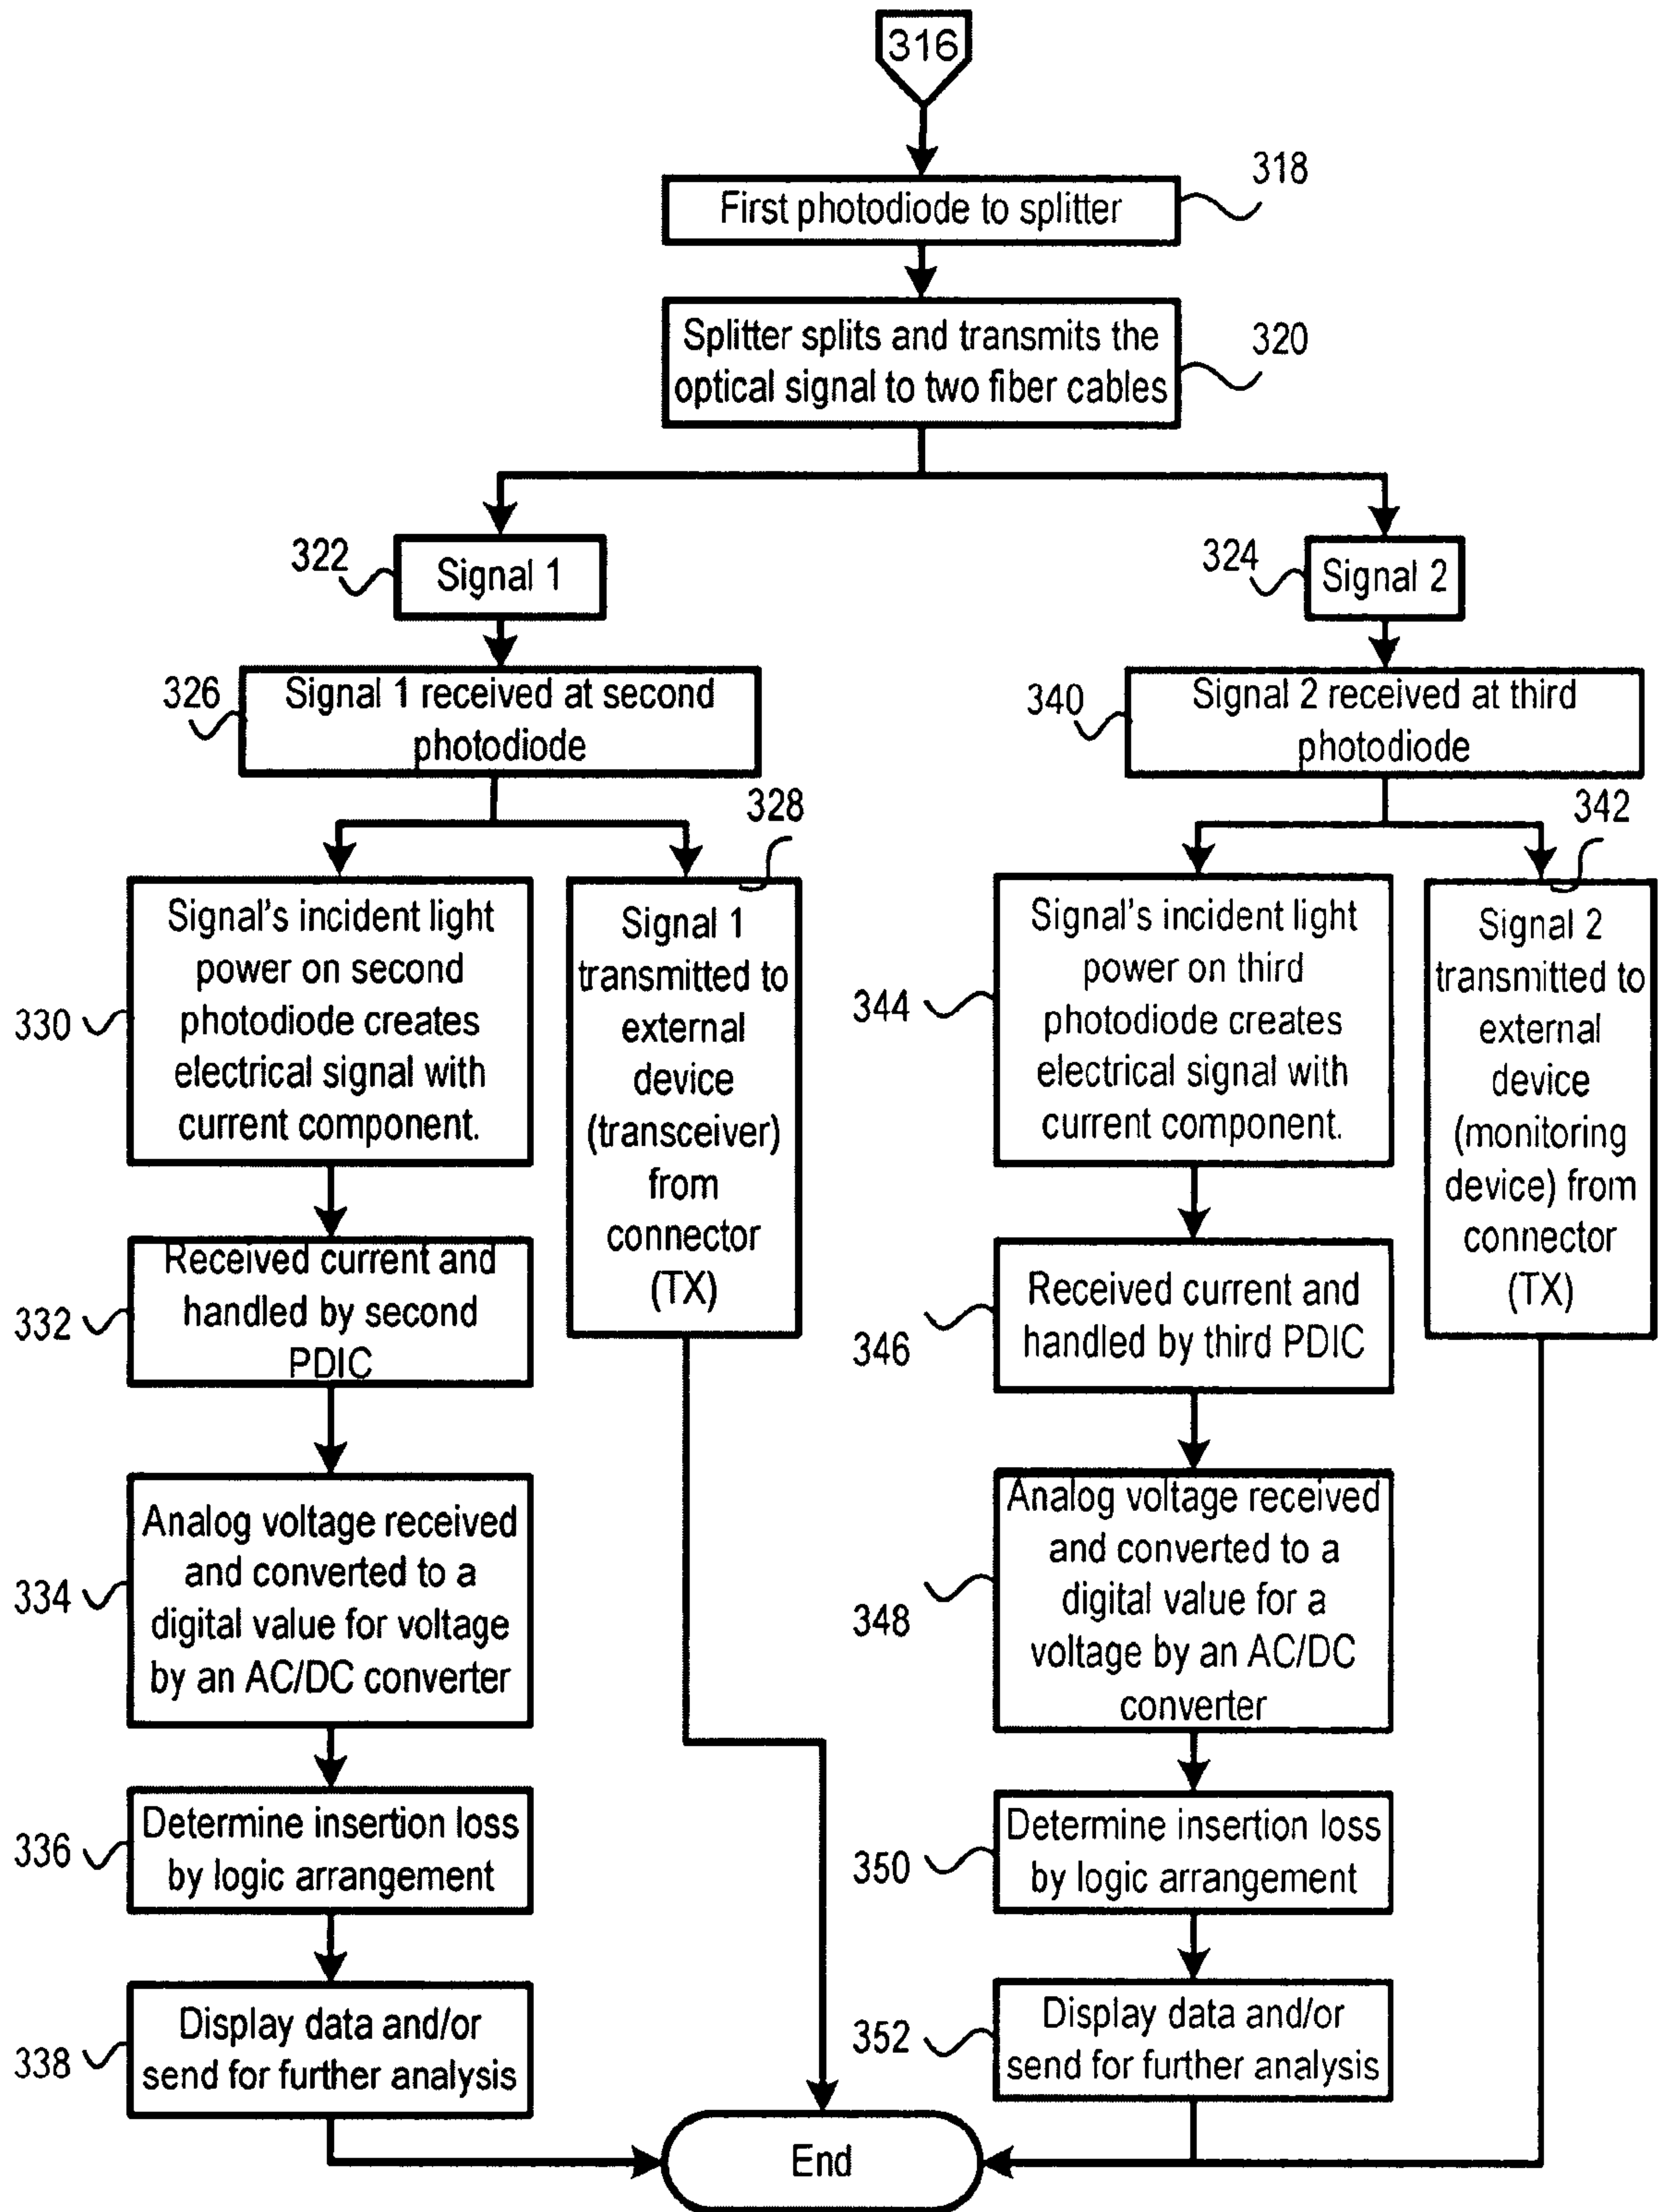 316
318
First photodiode to splitter
320
Splitter splits and transmits the
optical signal to two fiber cables
322
Signal 1
324
Signal 2
326
Signal 1 received at second
photodiode
340
Signal 2 received at third
photodiode
328
342
330
Signal's incident light
power on second
photodiode creates
electrical signal with
current component.
Signal 1
transmitted to
external
device
(transceiver)
from
connector
(TX)
344
Signal's incident light
power on third
photodiode creates
electrical signal with
current component.
Signal 2
transmitted to
external
device
(monitoring
device) from
connector
(TX)
332
Received current and
handled by second
PDIC
346
Received current and
handled by third PDIC
334
Analog voltage received
and converted to a
digital value for voltage
by an AC/DC converter
348
Analog voltage received
and converted to a
digital value for a
voltage by an AC/DC
converter
336
Determine insertion loss
by logic arrangement
350
Determine insertion loss
by logic arrangement
338
Display data and/or
send for further analysis
352
Display data and/or
send for further analysis
End